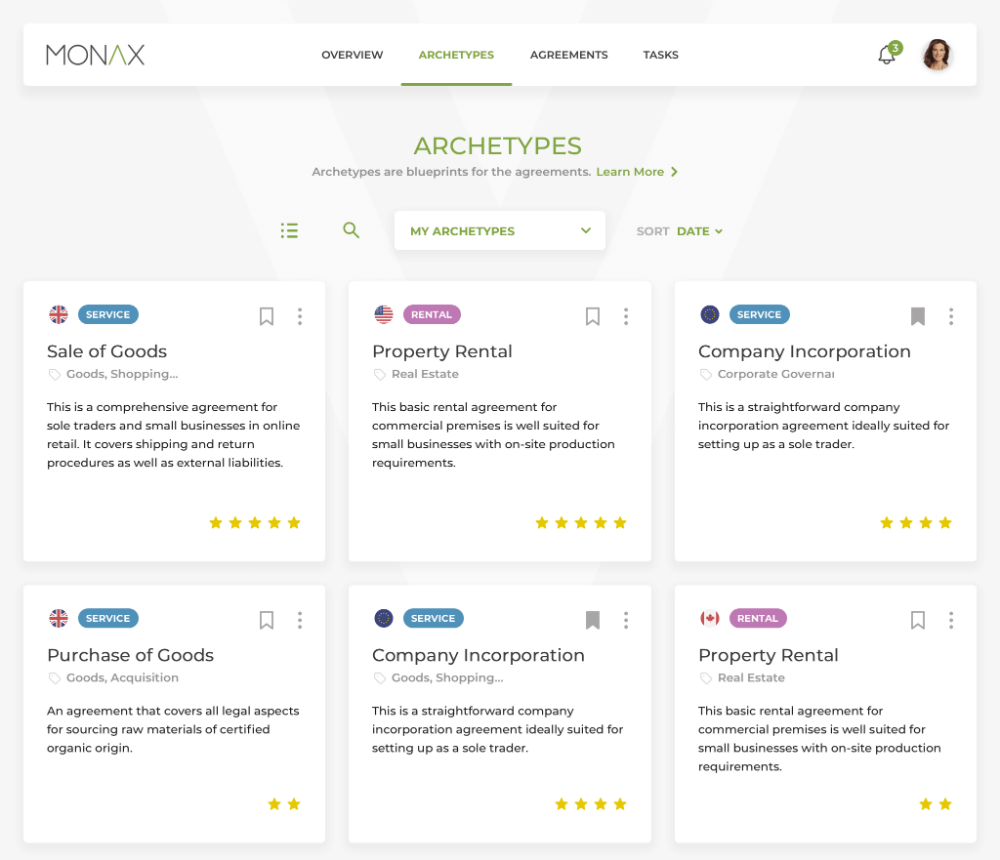 MONAX
OVERVIEW
ARCHETYPES
AGREEMENTS
TASKS
3
ARCHETYPES
Archetypes are blueprints for the agreements. Learn More
MY ARCHETYPES
SORT DATE
SERVICE
Sale of Goods
Goods, Shopping...
This is a comprehensive agreement for
sole traders and small businesses in online
retail. It covers shipping and return
procedures as well as external liabilities.
RENTAL
Property Rental
Real Estate
This basic rental agreement for
commercial premises is well suited for
small businesses with on-site production
requirements.
SERVICE
Company Incorporation
Corporate Governar
This is a straightforward company
incorporation agreement ideally suited for
setting up as a sole trader.
SERVICE
Purchase of Goods
Goods, Acquisition
An agreement that covers all legal aspects
for sourcing raw materials of certified
organic origin.
SERVICE
Company Incorporation
Goods, Shopping...
This is a straightforward company
incorporation agreement ideally suited for
setting up as a sole trader.
RENTAL
Property Rental
Real Estate
This basic rental agreement for
commercial premises is well suited for
small businesses with on-site production
requirements.